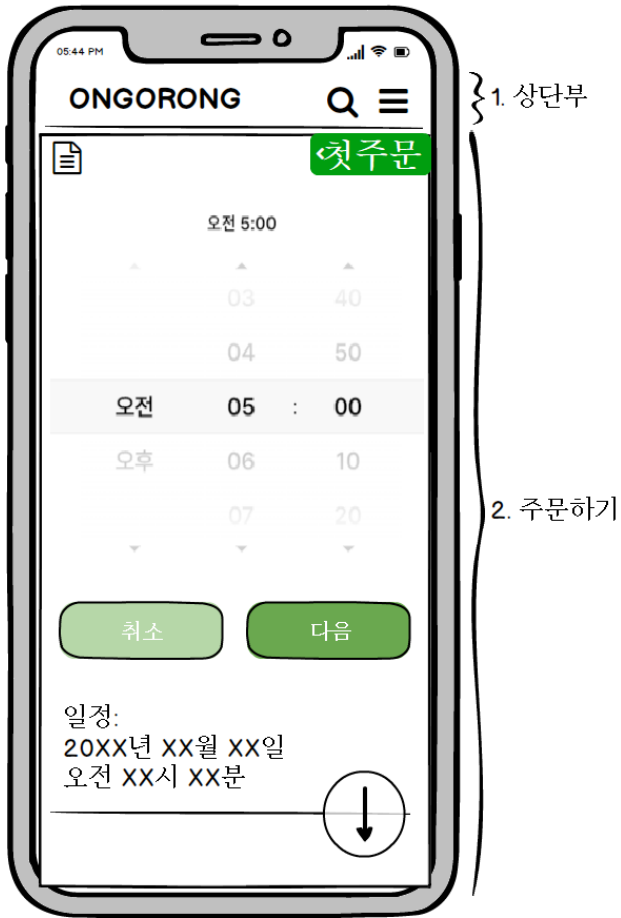 05:44 PM
ONGORONG
1. 상단부
<첫주문
오전 5:00
03 40
04 50
오전 05 : 00
오후 06 10
07 20
2. 주문하기
취소 다음
일정:
20XX년 XX월 XX일
오전 XX시 XX분